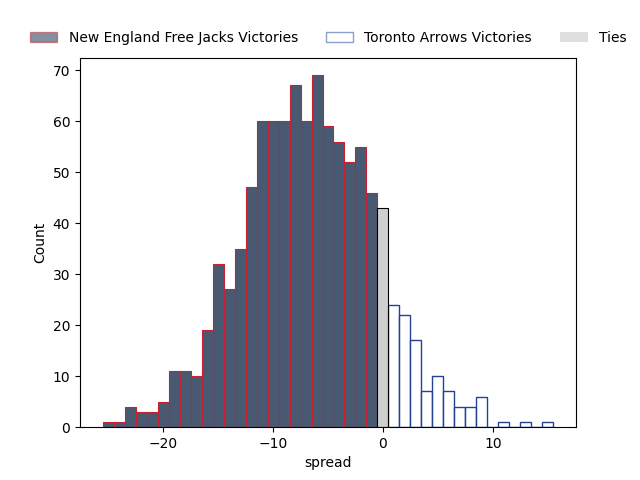 New England Free Jacks Victories Toronto Arrows Victories Ties
70
60
50
40
30
20
10
0
Count
−20 −10 0 10
spread